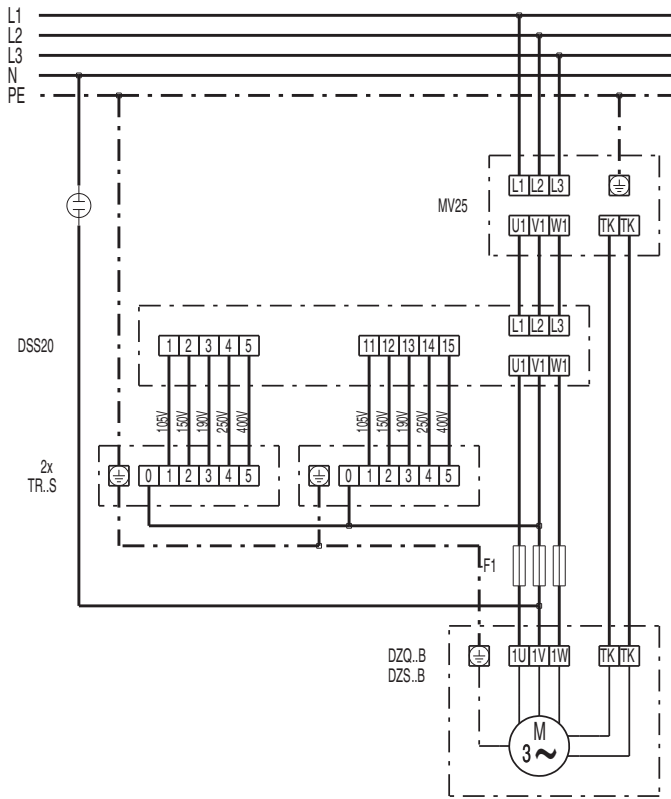 L1
L2
L3
N
PE
L1 L2 L3
MV25
U1 V1 W1 TK TK
L1 L2 L3
DSS20
1 2 3 4 5 11 12 13 14 15
U1 V1 W1
105V 150V 190V 250V 400V 105V 150V 190V 250V 400V
2x
TR..S
0 1 2 3 4 5 0 1 2 3 4 5
F1
DZQ..B
DZS..B
1U 1V 1W TK TK
M
3 ~